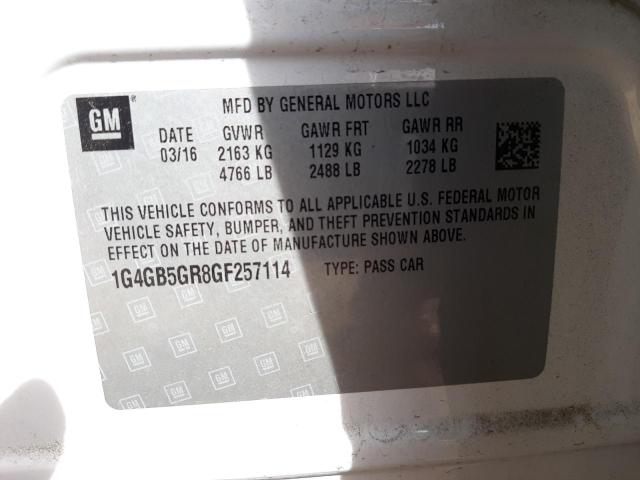 GM
MFD BY GENERAL MOTORS LLC
DATE GVWR GAWR FRT GAWR RR
03/16 2163 KG 1129 KG 1034 KG
4766 LB 2488 LB 2278 LB
THIS VEHICLE CONFORMS TO ALL APPLICABLE U.S. FEDERAL MOTOR
VEHICLE SAFETY, BUMPER, AND THEFT PREVENTION STANDARDS IN
EFFECT ON THE DATE OF MANUFACTURE SHOWN ABOVE.
1G4GB5GR8GF257114 TYPE: PASS CAR